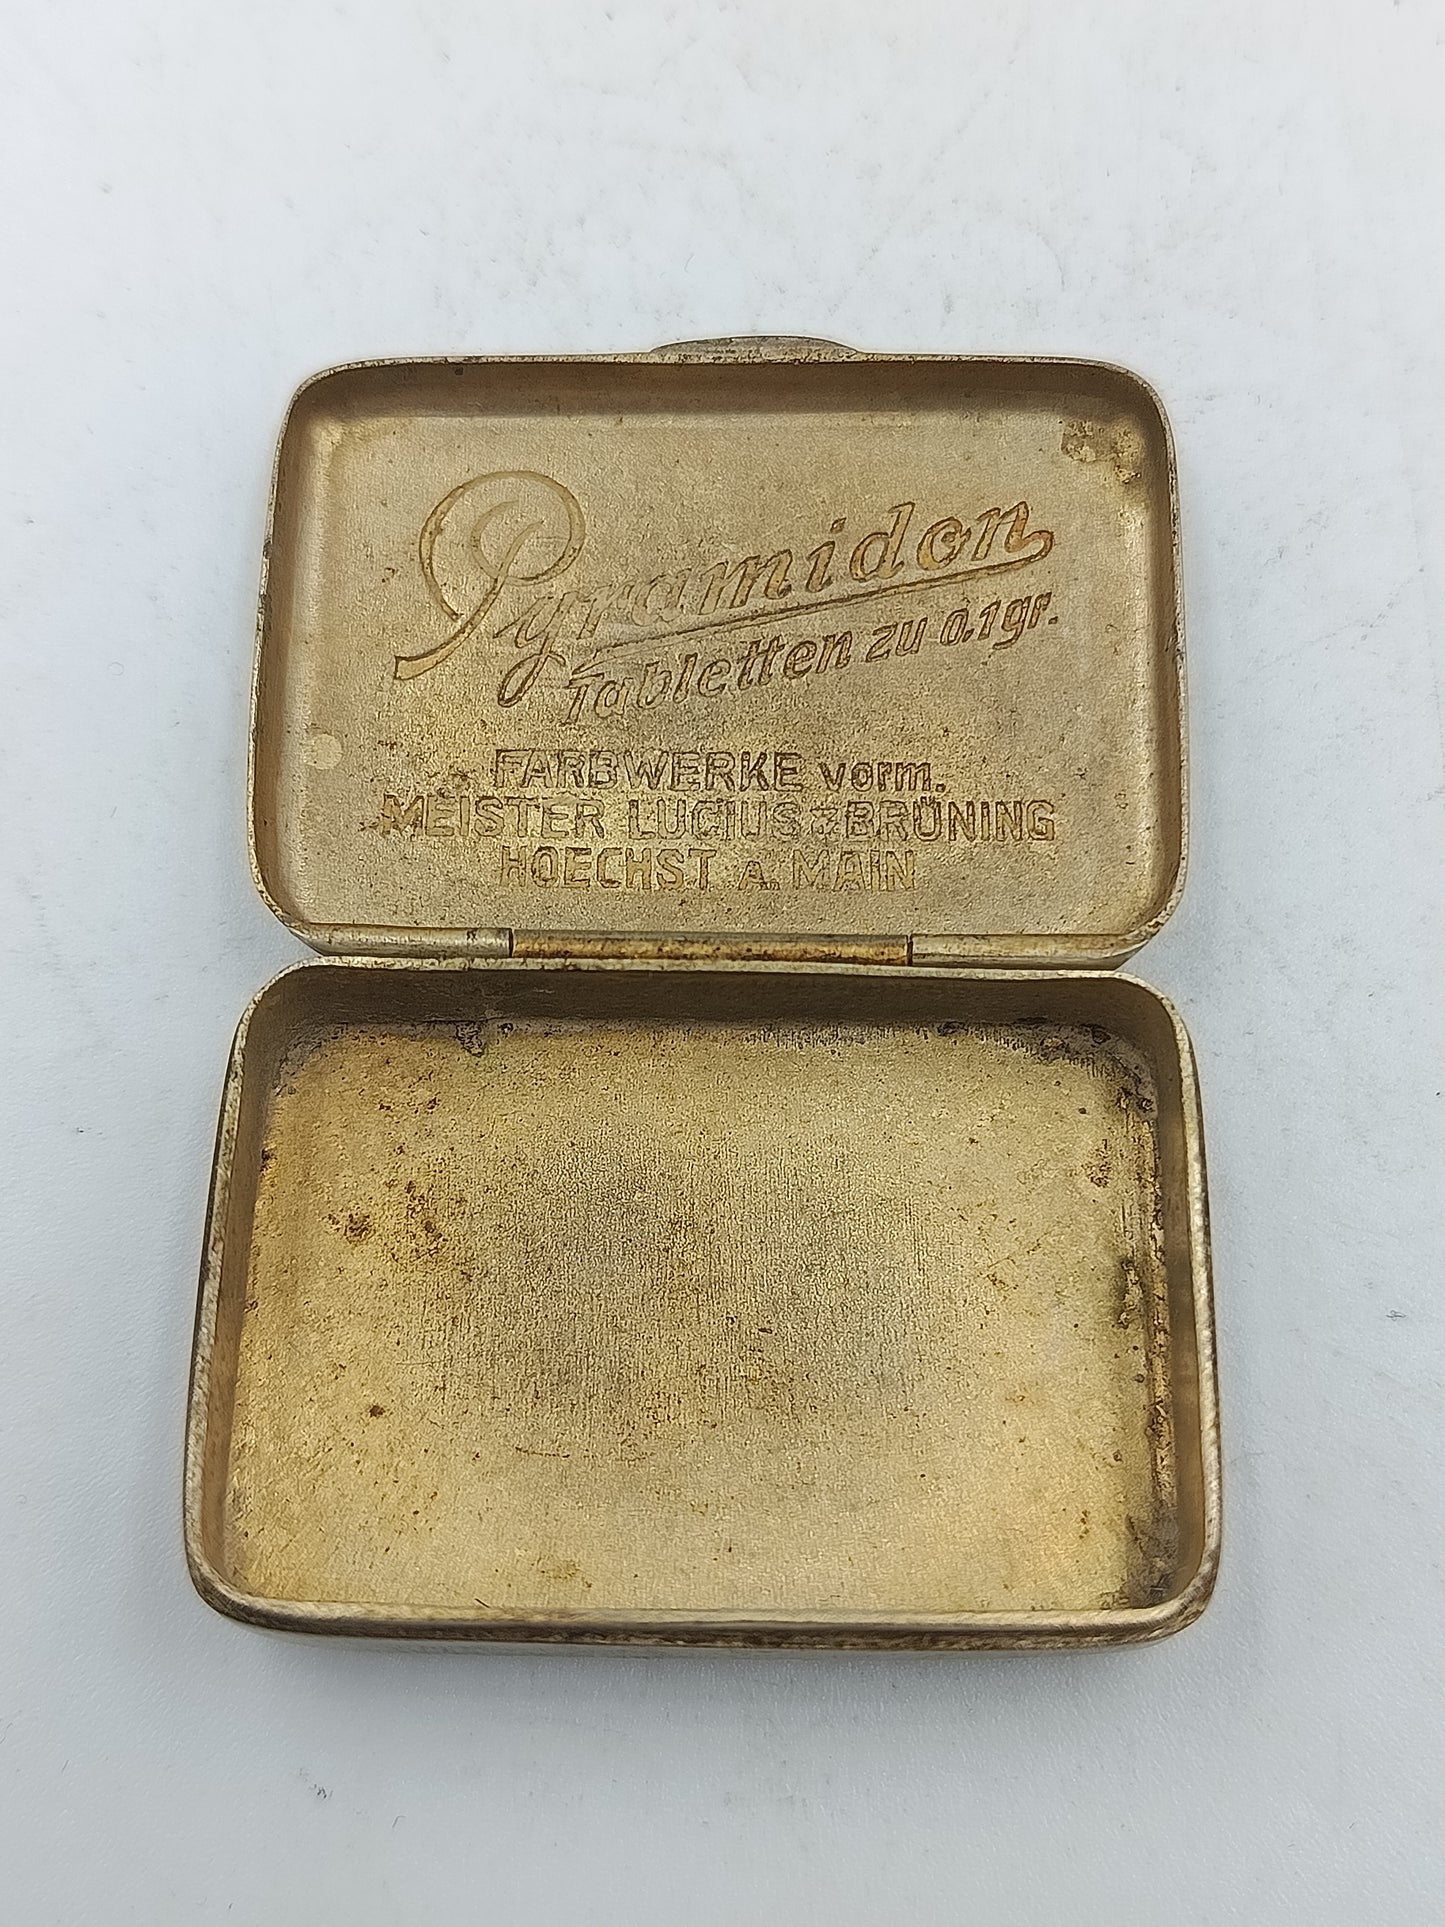 Pyramidon
Tabletten zu 0.1gr.
FARBWERKE vorm.
MEISTER LUCIUS & BRÜNING
HOECHST A. MAIN